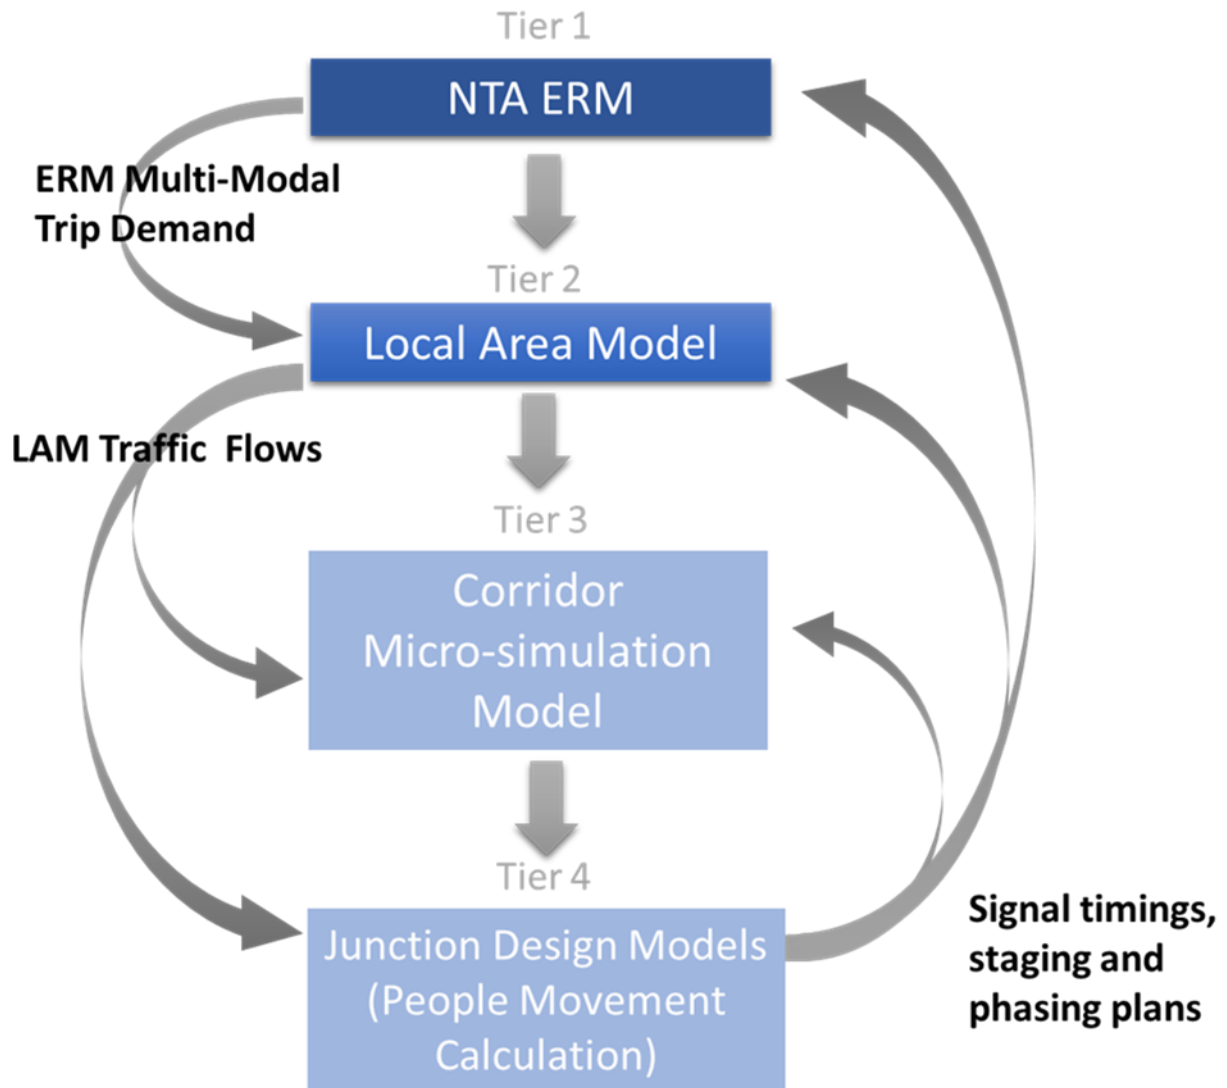 Tier 1
NTA ERM
ERM Multi-Modal
Trip Demand
Tier 2
Local Area Model
LAM Traffic Flows
Tier 3
Corridor
Micro-simulation
Model
Tier 4
Junction Design Models
(People Movement
Calculation)
Signal timings,
staging and
phasing plans